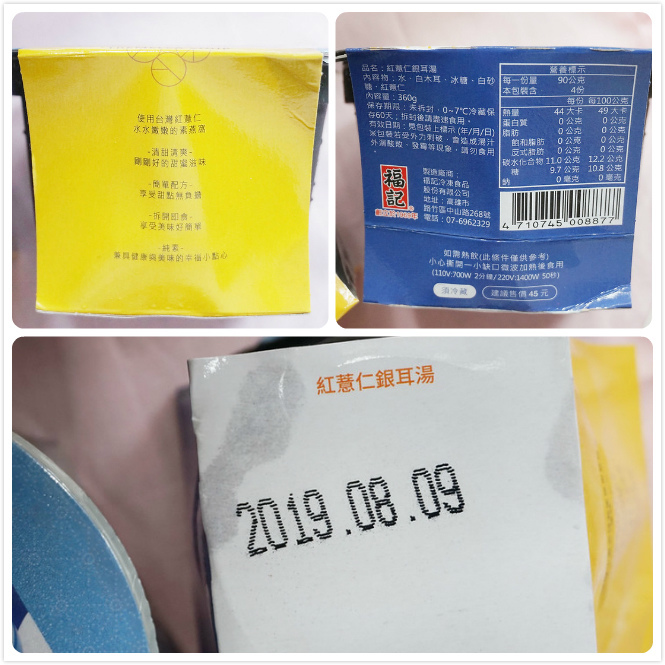 使用台灣紅薏仁
水水嫩嫩的素燕窩
-清甜清爽-
剛剛好的甜蜜滋味
-簡單配方-
享受甜點無負擔
-拆開即食-
享受美味好簡單
-純素-
兼具健康與美味的幸福小點心
品名：紅薏仁銀耳湯
內容物：水、白木耳、冰糖、白砂
糖、紅薏仁
內容量：360g
保存期限：未拆封，0~7℃冷藏保
存60天；拆封後請盡速食用。
有效日期：見包裝上標示(年/月/日)
※包裝若受外力刺破，會造成湯汁
外漏酸敗、發霉等現象，請勿食用
福記
製造廠商：
福記冷凍食品
股份有限公司
地址：高雄市
路竹區中山路268號
電話：07-6962329
營養標示
每一份量 90公克
本包裝含 4份
每份 每100公克
熱量 44 大卡 49 大卡
蛋白質 0 公克 0 公克
脂肪 0 公克 0 公克
飽和脂肪 0 公克 0 公克
反式脂肪 0 公克 0 公克
碳水化合物 11.0 公克 12.2 公克
糖 9.7 公克 10.8 公克
鈉 0 毫克 0 毫克
4 710745 008877
如需熱飲(此條件僅供參考)
小心撕開一小缺口微波加熱後食用
(110V:700W 2分鐘/220V:1400W 50秒)
須冷藏 建議售價 45 元
紅薏仁銀耳湯
2019.08.09